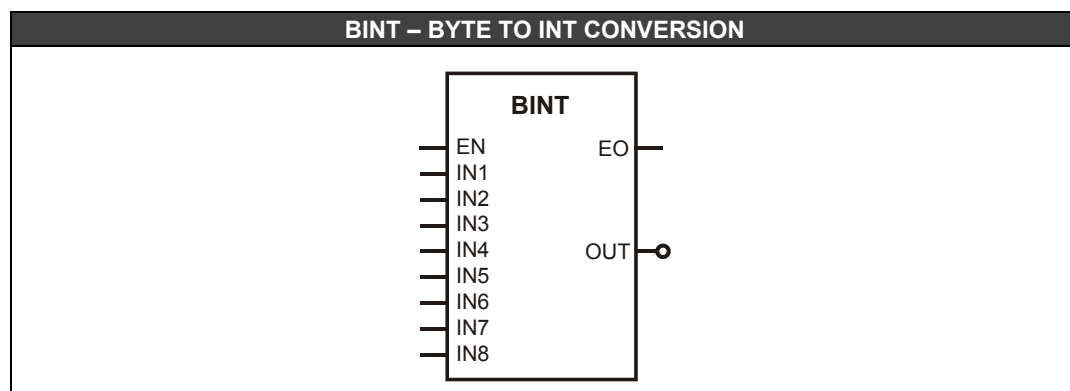 BINT – BYTE TO INT CONVERSION
BINT
EN EO
IN1
IN2
IN3
IN4 OUT
IN5
IN6
IN7
IN8